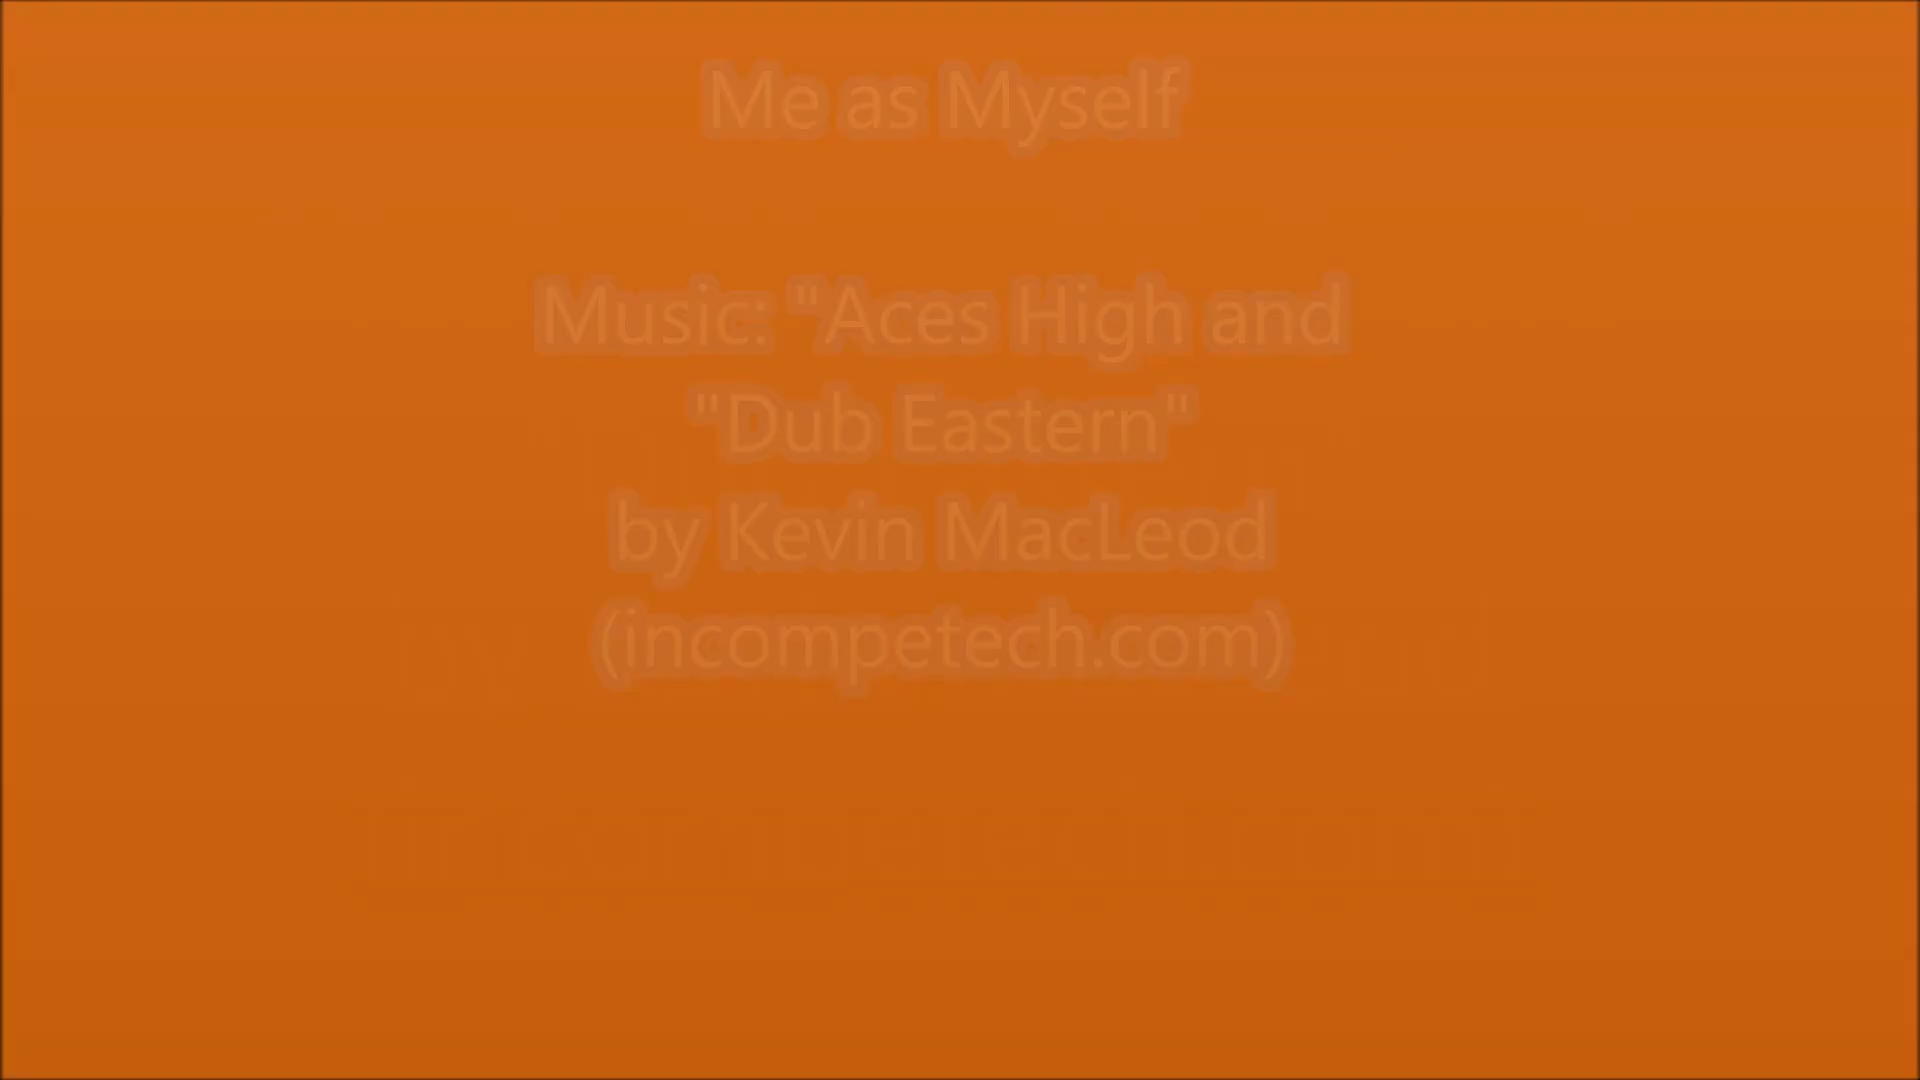 Me as Myself
Music: "Aces High and
"Dub Eastern"
by Kevin MacLeod
(incompetech.com)